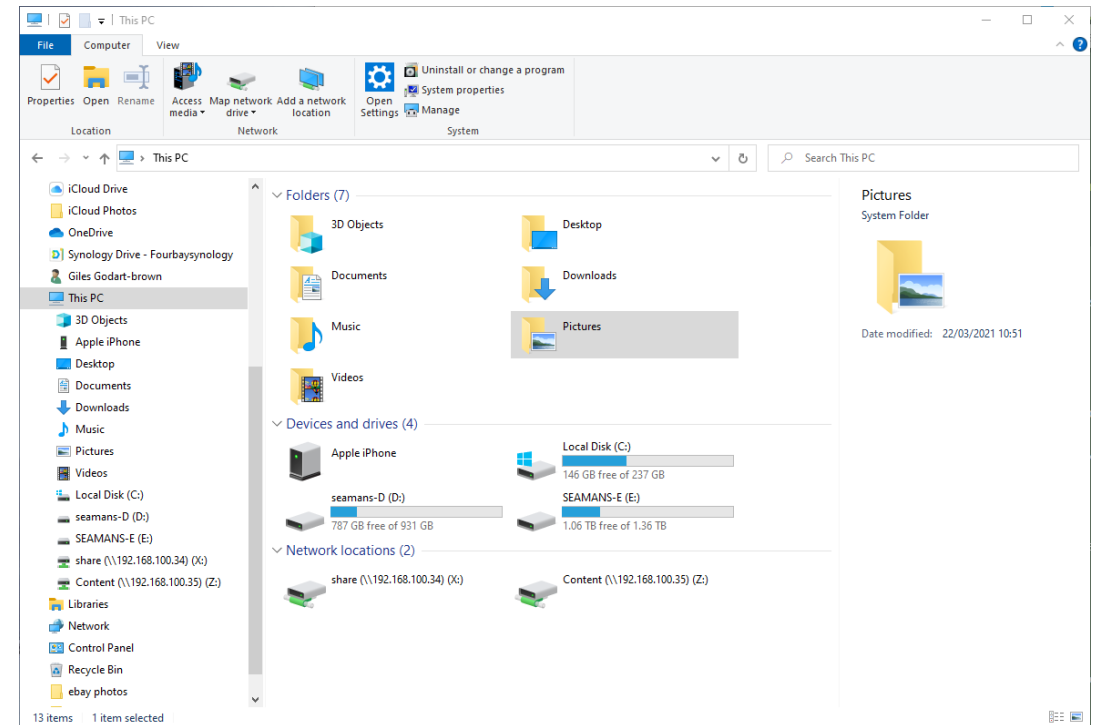 This PC
File Computer View
Properties Open Rename
Access media
Map network drive
Add a network location
Open Settings
Uninstall or change a program
System properties
Manage
Location Network System
This PC
Search This PC
iCloud Drive
iCloud Photos
OneDrive
Synology Drive - Fourbaysynology
Giles Godart-brown
This PC
3D Objects
Apple iPhone
Desktop
Documents
Downloads
Music
Pictures
Videos
Local Disk (C:)
seamans-D (D:)
SEAMANS-E (E:)
share (\\192.168.100.34) (X:)
Content (\\192.168.100.35) (Z:)
Libraries
Network
Control Panel
Recycle Bin
ebay photos
Folders (7)
3D Objects
Desktop
Documents
Downloads
Music
Pictures
Videos
Devices and drives (4)
Apple iPhone
Local Disk (C:)
146 GB free of 237 GB
seamans-D (D:)
787 GB free of 931 GB
SEAMANS-E (E:)
1.06 TB free of 1.36 TB
Network locations (2)
share (\\192.168.100.34) (X:)
Content (\\192.168.100.35) (Z:)
Pictures
System Folder
Date modified: 22/03/2021 10:51
13 items 1 item selected